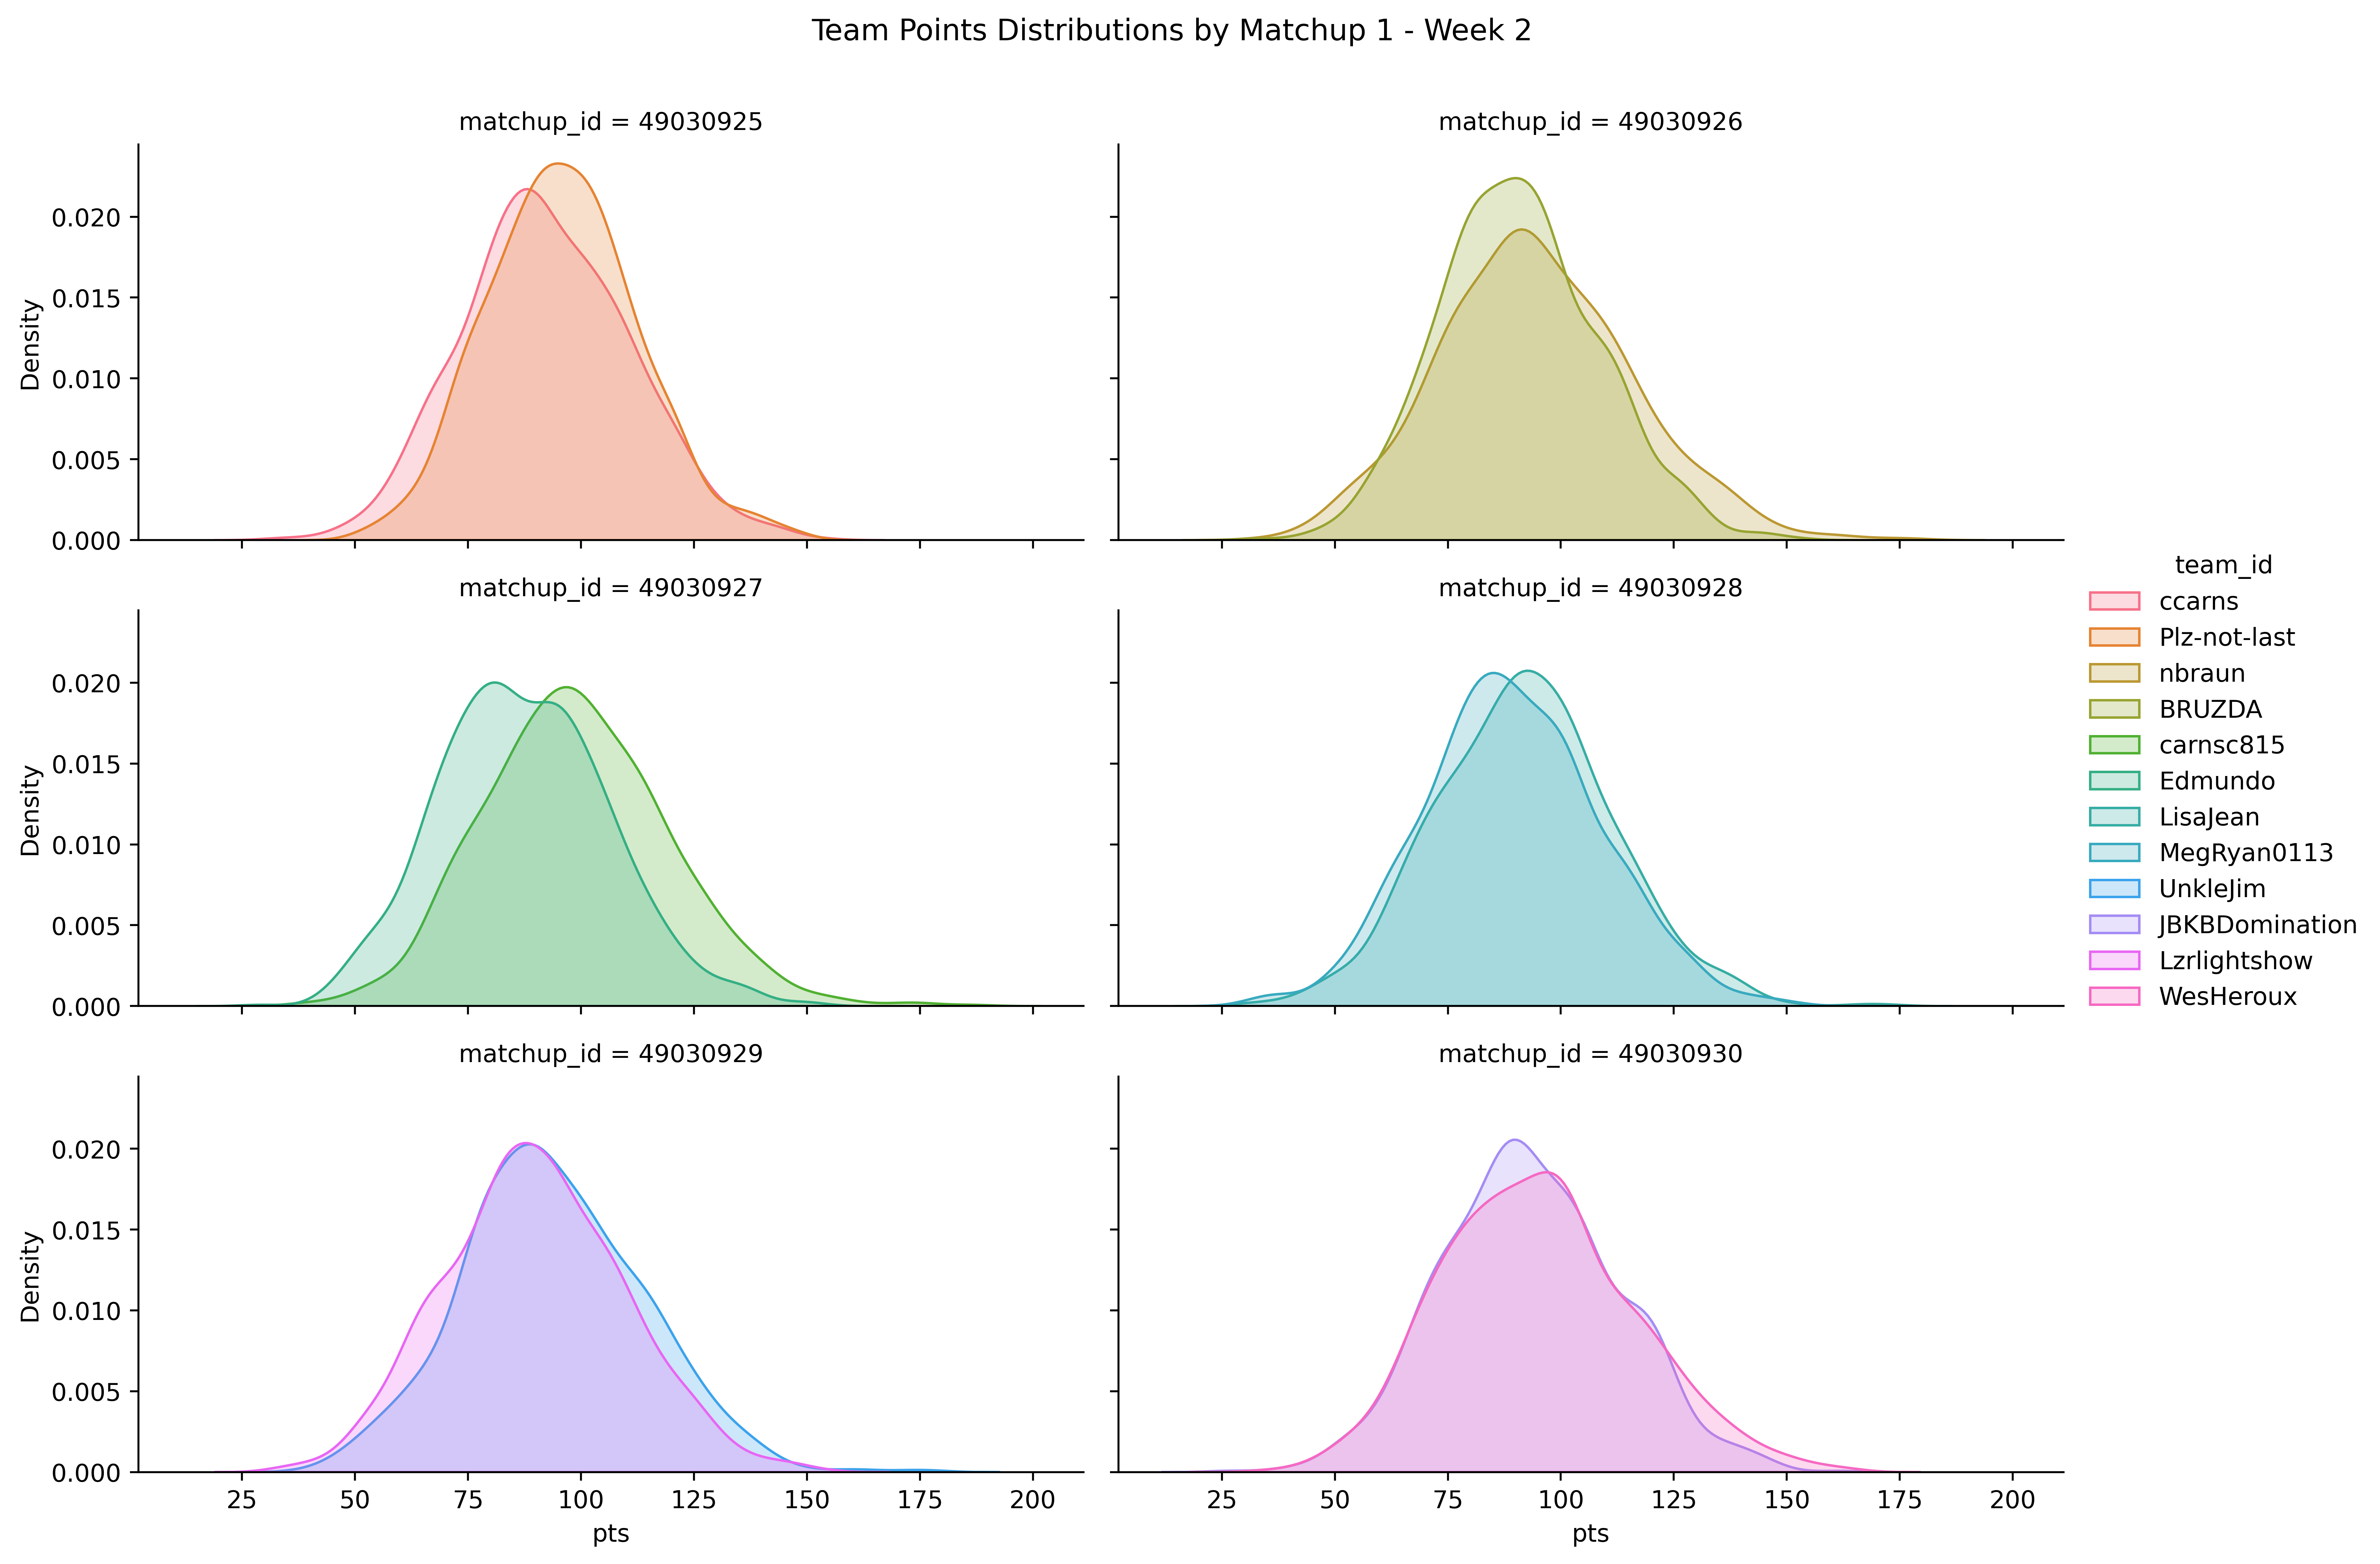 Team Points Distributions by Matchup 1 - Week 2
matchup_id = 49030925
matchup_id = 49030926
Density
0.020
0.015
0.010
0.005
0.000
matchup_id = 49030927
matchup_id = 49030928
Density
0.020
0.015
0.010
0.005
0.000
matchup_id = 49030929
matchup_id = 49030930
Density
0.020
0.015
0.010
0.005
0.000
25 50 75 100 125 150 175 200
pts
25 50 75 100 125 150 175 200
pts
team_id
ccarns
Plz-not-last
nbraun
BRUZDA
carnsc815
Edmundo
LisaJean
MegRyan0113
UnkleJim
JBKBDomination
Lzrlightshow
WesHeroux